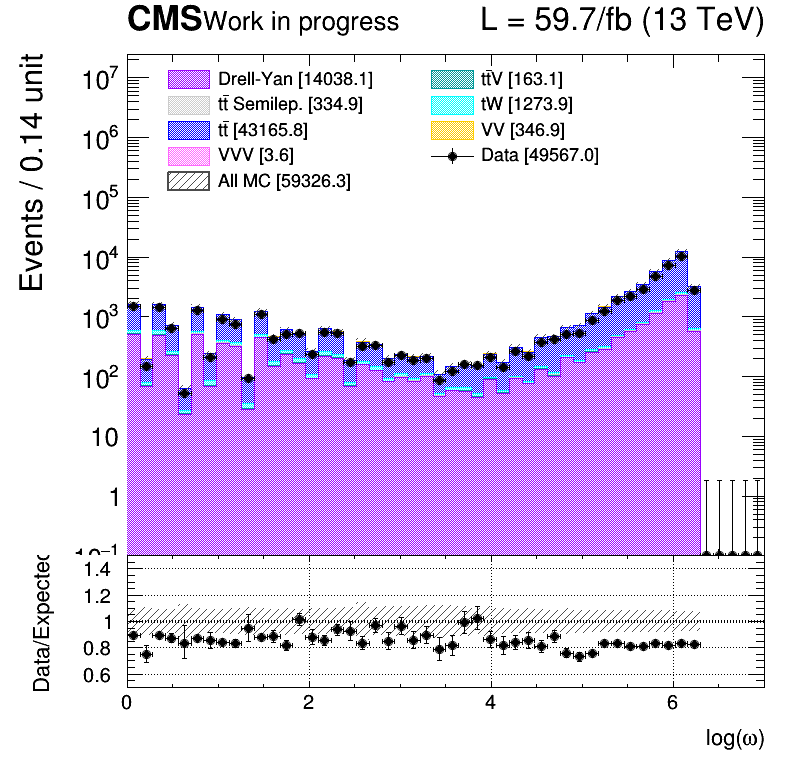 CMS Work in progress L = 59.7/fb (13 TeV)
Events / 0.14 unit
10⁷
10⁶
10⁵
10⁴
10³
10²
10
1
10⁻¹
Drell-Yan [14038.1]
tt̄ Semilep. [334.9]
tt̄ [43165.8]
VVV [3.6]
All MC [59326.3]
tt̄V [163.1]
tW [1273.9]
VV [346.9]
Data [49567.0]
Data/Expected
1.4
1.2
1
0.8
0.6
0 2 4 6
log(ω)